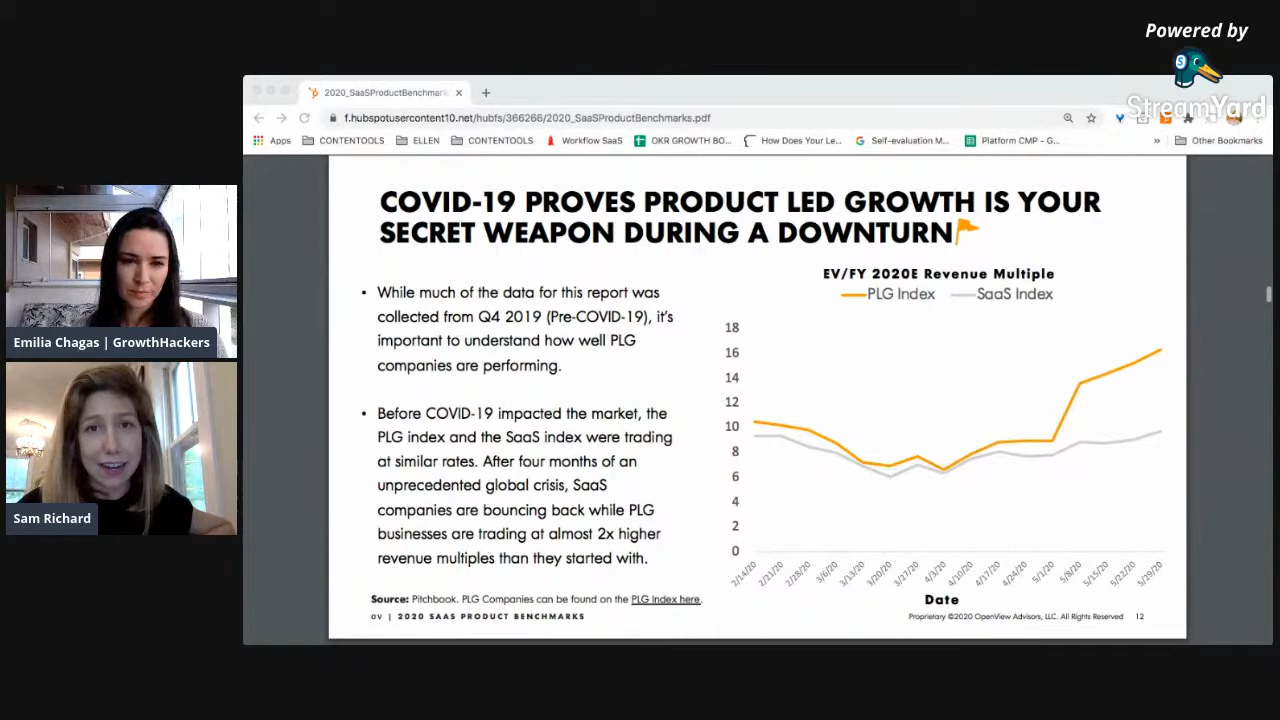 Powered by
StreamYard
2020_SaaSProductBenchmark
f.hubspotusercontent10.net/hubfs/366266/2020_SaaSProductBenchmarks.pdf
Apps
CONTENTOOLS
ELLEN
CONTENTOOLS
Workflow SaaS
OKR GROWTH BO...
How Does Your Le...
Self-evaluation M...
Platform CMP - G...
»
Other Bookmarks
Emilia Chagas | GrowthHackers
Sam Richard
COVID-19 PROVES PRODUCT LED GROWTH IS YOUR
SECRET WEAPON DURING A DOWNTURN
• While much of the data for this report was
collected from Q4 2019 (Pre-COVID-19), it's
important to understand how well PLG
companies are performing.
• Before COVID-19 impacted the market, the
PLG index and the SaaS index were trading
at similar rates. After four months of an
unprecedented global crisis, SaaS
companies are bouncing back while PLG
businesses are trading at almost 2x higher
revenue multiples than they started with.
EV/FY 2020E Revenue Multiple
PLG Index SaaS Index
18
16
14
12
10
8
6
4
2
0
2/14/20
2/21/20
2/28/20
3/6/20
3/13/20
3/20/20
3/27/20
4/3/20
4/10/20
4/17/20
4/24/20
5/1/20
5/8/20
5/15/20
5/22/20
5/29/20
Date
Source: Pitchbook. PLG Companies can be found on the PLG Index here.
OV | 2020 SAAS PRODUCT BENCHMARKS
Proprietary ©2020 OpenView Advisors, LLC. All Rights Reserved 12